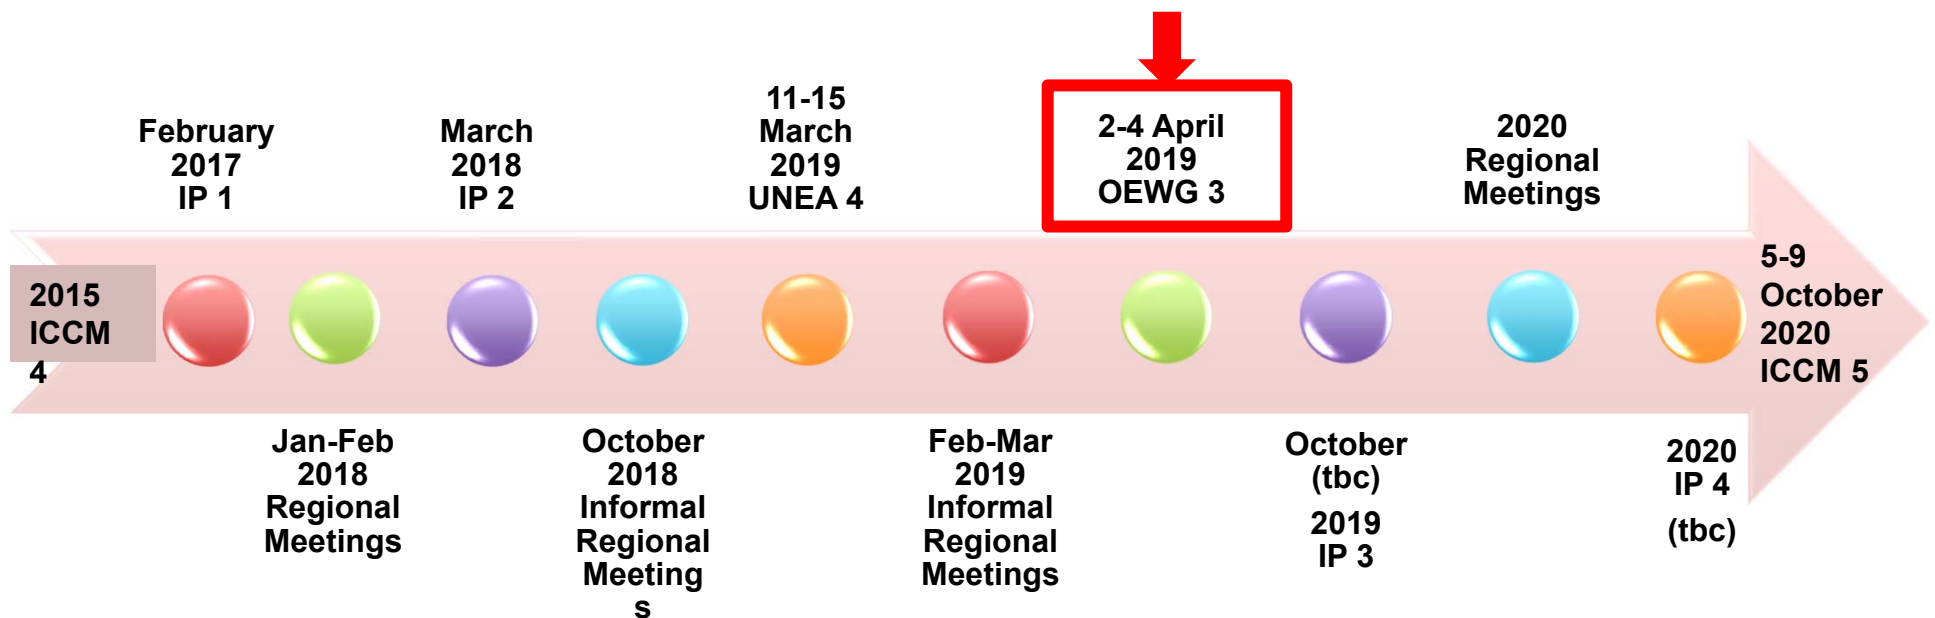 2015
ICCM
4
February
2017
IP 1
Jan-Feb
2018
Regional
Meetings
March
2018
IP 2
October
2018
Informal
Regional
Meeting
s
11-15
March
2019
UNEA 4
Feb-Mar
2019
Informal
Regional
Meetings
2-4 April
2019
OEWG 3
October
(tbc)
2019
IP 3
2020
Regional
Meetings
2020
IP 4
(tbc)
5-9
October
2020
ICCM 5